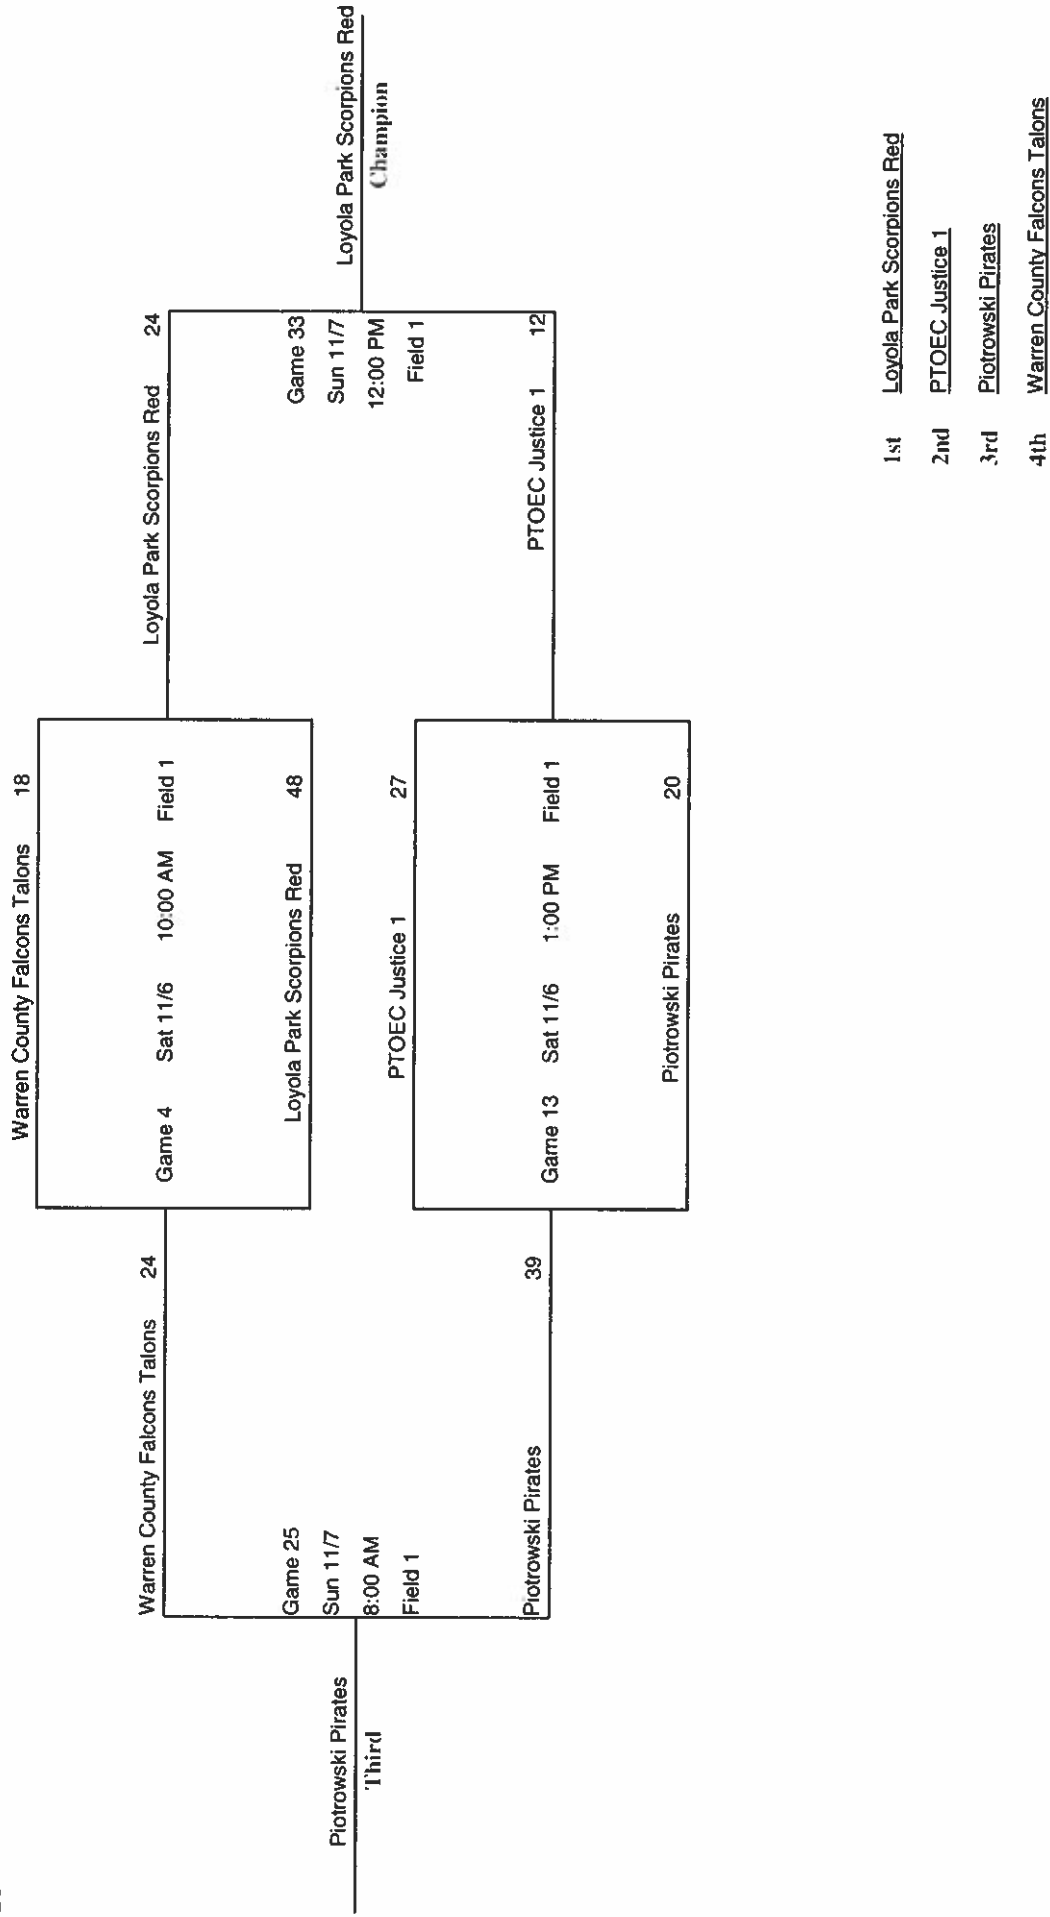 Warren County Falcons Talons 18
Warren County Falcons Talons 24
Game 4 Sat 11/6 10:00 AM Field 1
Loyola Park Scorpions Red 24
Loyola Park Scorpions Red 48
Game 25
Sun 11/7
8:00 AM
Field 1
Game 33
Sun 11/7
12:00 PM
Field 1
Piotrowski Pirates
Third
Loyola Park Scorpions Red
Champion
PTOEC Justice 1 27
Piotrowski Pirates 39
Game 13 Sat 11/6 1:00 PM Field 1
PTOEC Justice 1 12
Piotrowski Pirates 20
1st Loyola Park Scorpions Red
2nd PTOEC Justice 1
3rd Piotrowski Pirates
4th Warren County Falcons Talons